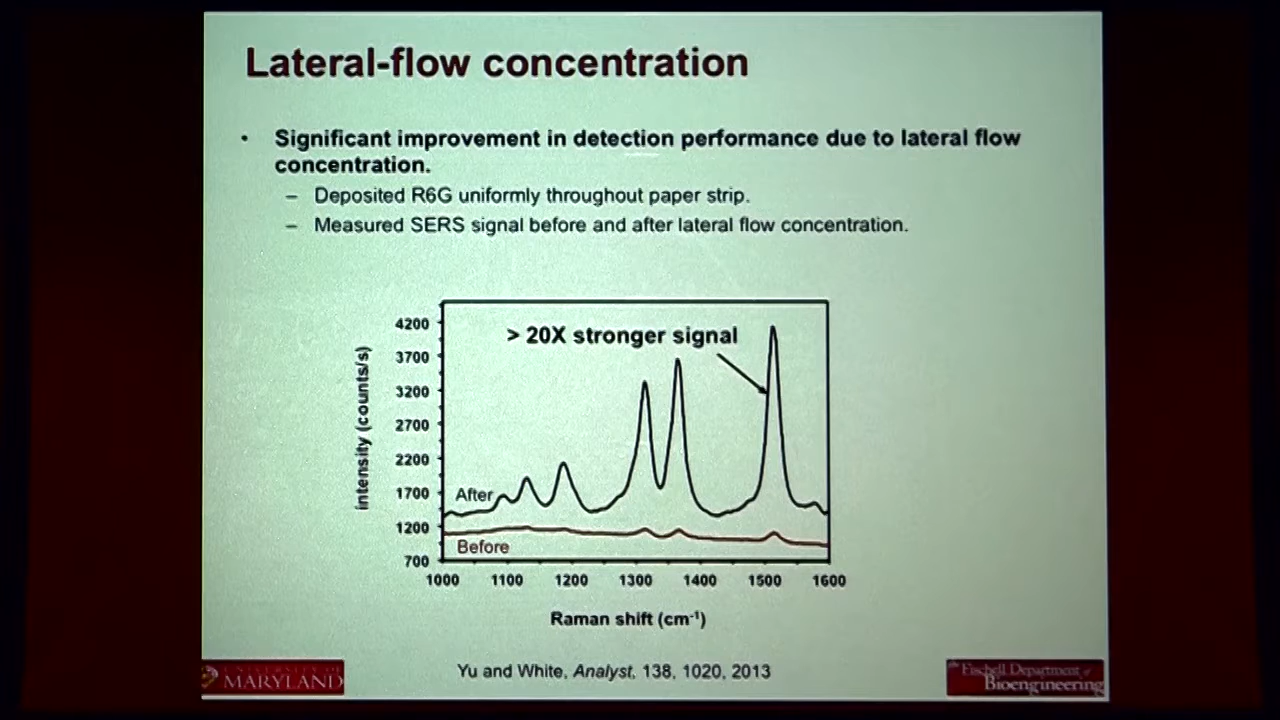 Lateral-flow concentration
• Significant improvement in detection performance due to lateral flow
concentration.
– Deposited R6G uniformly throughout paper strip.
– Measured SERS signal before and after lateral flow concentration.
> 20X stronger signal
4200
3700
3200
2700
2200
1700
1200
700
intensity (counts/s)
After
Before
1000 1100 1200 1300 1400 1500 1600
Raman shift (cm⁻¹)
Yu and White, Analyst, 138, 1020, 2013
UNIVERSITY OF
MARYLAND
The Fischell Department of
Bioengineering